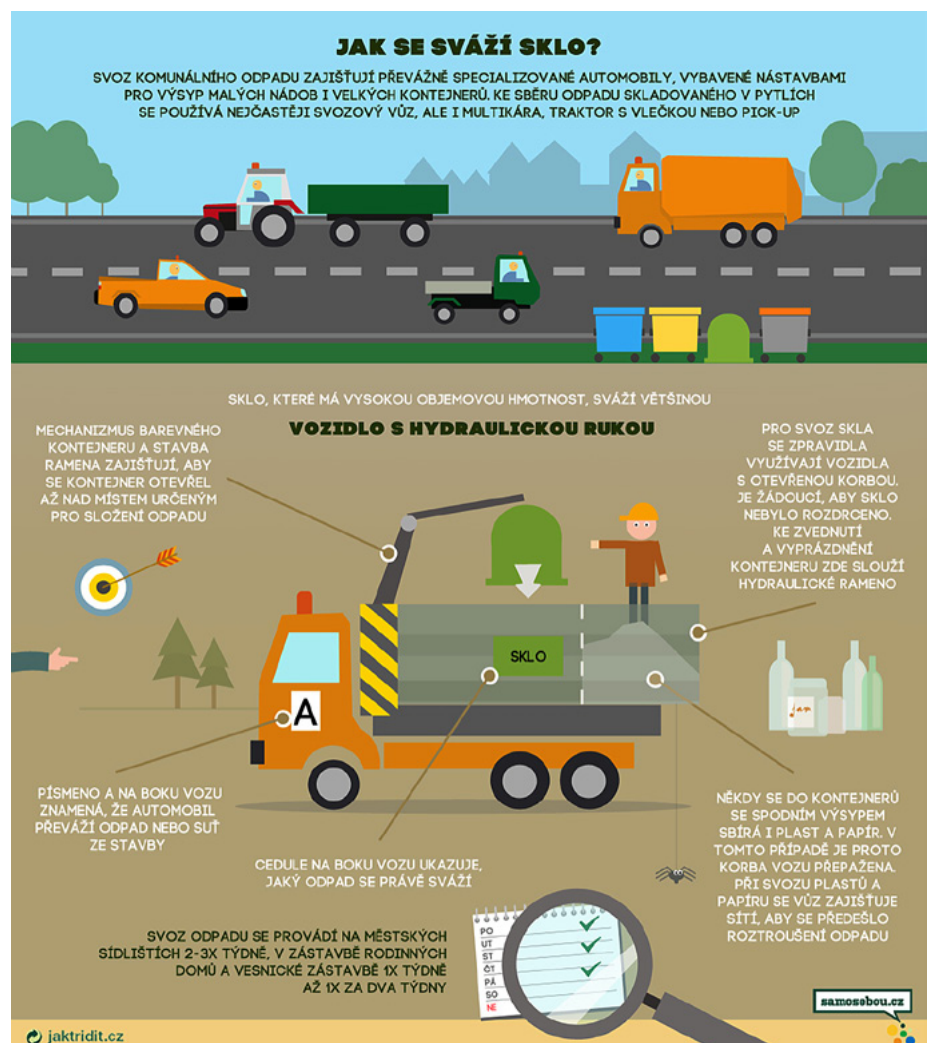 JAK SE SVÁŽÍ SKLO?
SVOZ KOMUNÁLNÍHO ODPADU ZAJIŠŤUJÍ PŘEVÁŽNĚ SPECIALIZOVANÉ AUTOMOBILY, VYBAVENÉ NÁSTAVBAMI
PRO VÝSYP MALÝCH NÁDOB I VELKÝCH KONTEJNERŮ. KE SBĚRU ODPADU SKLADOVANÉHO V PYTLÍCH
SE POUŽÍVÁ NEJČASTĚJI SVOZOVÝ VŮZ, ALE I MULTIKÁRA, TRAKTOR S VLEČKOU NEBO PICK-UP
SKLO, KTERÉ MÁ VYSOKOU OBJEMOVOU HMOTNOST, SVÁŽÍ VĚTŠINOU
VOZIDLO S HYDRAULICKOU RUKOU
MECHANIZMUS BAREVNÉHO
KONTEJNERU A STAVBA
RAMENA ZAJIŠŤUJÍ, ABY
SE KONTEJNER OTEVŘEL
AŽ NAD MÍSTEM URČENÝM
PRO SLOŽENÍ ODPADU
PRO SVOZ SKLA
SE ZPRAVIDLA
VYUŽÍVAJÍ VOZIDLA
S OTEVŘENOU KORBOU.
JE ŽÁDOUCÍ, ABY SKLO
NEBYLO ROZDRCENO.
KE ZVEDNUTÍ
A VYPRÁZDNĚNÍ
KONTEJNERU ZDE SLOUŽÍ
HYDRAULICKÉ RAMENO
SKLO
A
PÍSMENO A NA BOKU VOZU
ZNAMENÁ, ŽE AUTOMOBIL
PŘEVÁŽÍ ODPAD NEBO SUŤ
ZE STAVBY
CEDULE NA BOKU VOZU UKAZUJE,
JAKÝ ODPAD SE PRÁVĚ SVÁŽÍ
NĚKDY SE DO KONTEJNERŮ
SE SPODNÍM VÝSYPEM
SBÍRÁ I PLAST A PAPÍR. V
TOMTO PŘÍPADĚ JE PROTO
KORBA VOZU PŘEPAŽENA.
PŘI SVOZU PLASTŮ A
PAPÍRU SE VŮZ ZAJIŠŤUJE
SÍTÍ, ABY SE PŘEDEŠLO
ROZTROUŠENÍ ODPADU
SVOZ ODPADU SE PROVÁDÍ NA MĚSTSKÝCH
SÍDLIŠTÍCH 2-3X TÝDNĚ, V ZÁSTAVBĚ RODINNÝCH
DOMŮ A VESNICKÉ ZÁSTAVBĚ 1X TÝDNĚ
AŽ 1X ZA DVA TÝDNY
PO
UT
ST
ČT
PÁ
SO
NE
samosebou.cz
jaktridit.cz